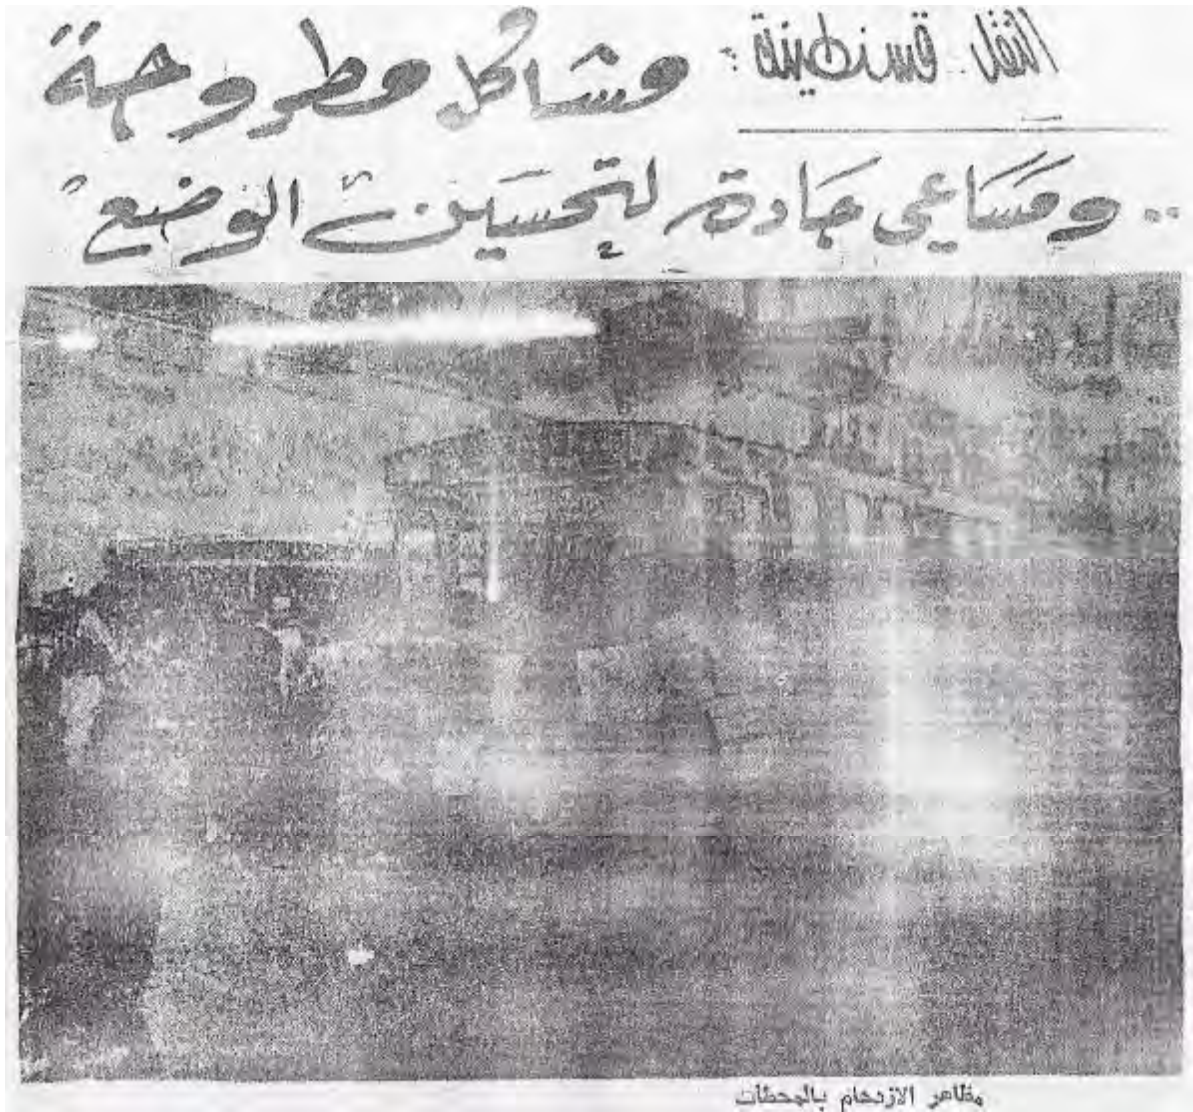 النقل قسنطينة: مشاكل مطروحة
.. ومساعي جادة لتحسين الوضع
مظاهر الازدحام بالمحطات